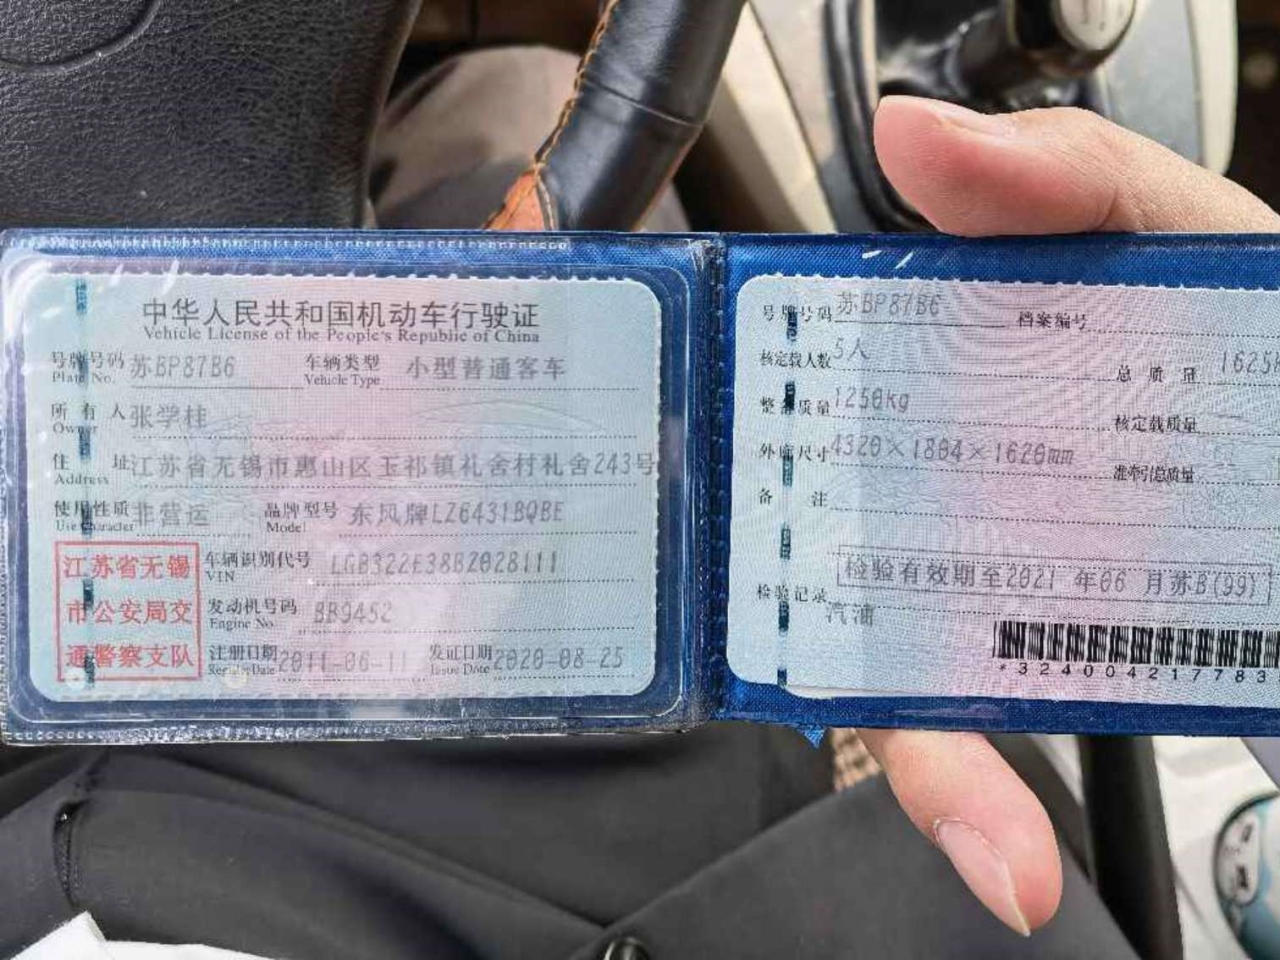 中华人民共和国机动车行驶证
Vehicle License of the People's Republic of China
号牌号码 苏BP87B6 车辆类型 小型普通客车
Plate No. Vehicle Type
所有人 张学桂
Owner
住址 江苏省无锡市惠山区玉祁镇礼舍村礼舍243号
Address
使用性质 非营运 品牌型号 东风牌LZ6431BQBE
Use Character Model
江苏省无锡
市公安局交
通警察支队
车辆识别代号 LGB322E38BZ028111
VIN
发动机号码 BB9452
Engine No.
注册日期 2011-06-11 发证日期 2020-08-25
Register Date Issue Date
号牌号码 苏BP87B6 档案编号
核定载人数 5人 总质量 1625k
整备质量 1250kg 核定载质量
外廓尺寸 4320×1804×1620mm 准牵引总质量
备注
检验有效期至2021 年06 月苏B(99)
检验记录
汽油
*324004217783